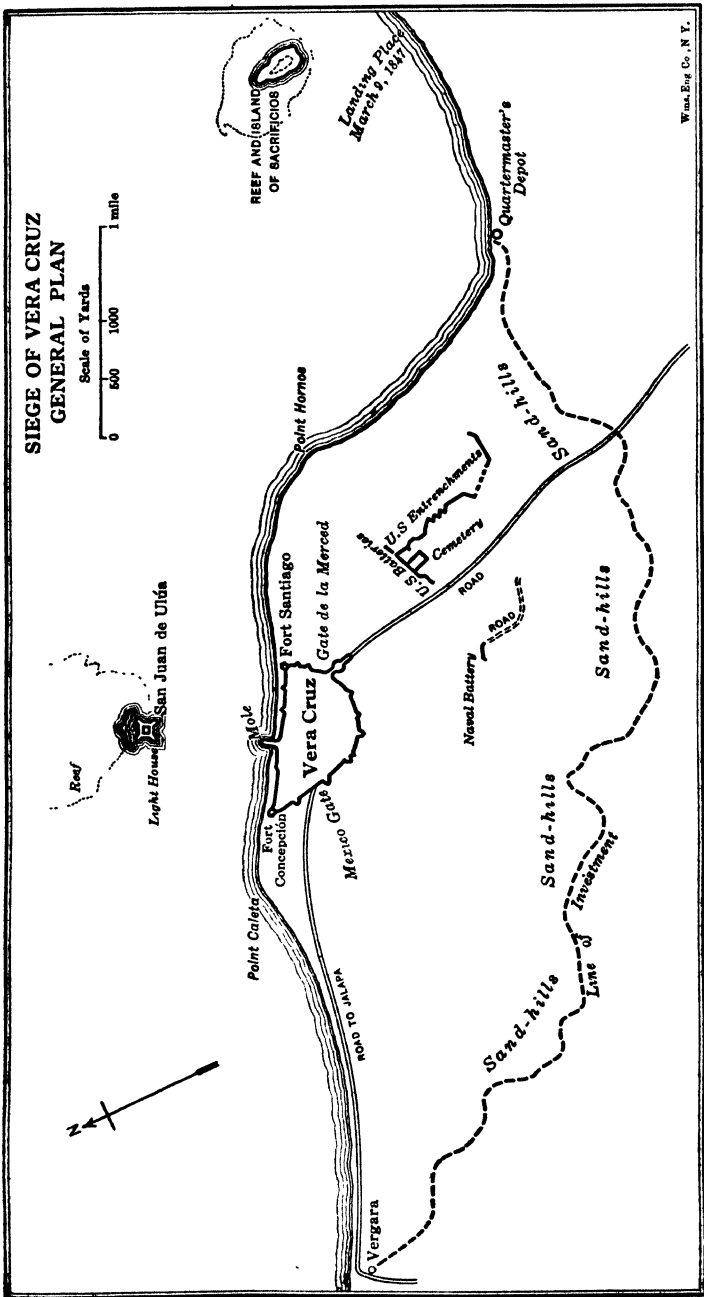 SIEGE OF VERA CRUZ
GENERAL PLAN
Scale of Yards
0 500 1000 1 mile
REEF AND ISLAND
OF SACRIFICIOS
Landing Place
March 9, 1847
Quartermaster's
Depot
Reef
Light House
San Juan de Ulúa
N
Point Hornos
Mole
Fort Santiago
Gate de la Merced
Vera Cruz
Fort
Concepción
Mexico Gate
Point Caleta
ROAD TO JALAPA
Vergara
U.S Batteries
U.S Entrenchments
Cemetery
U.S Batteries
ROAD
Naval Battery
ROAD
Sand-hills
Sand-hills
Sand-hills
Sand-hills
Line of Investment
Wms. Eng Co., N Y.